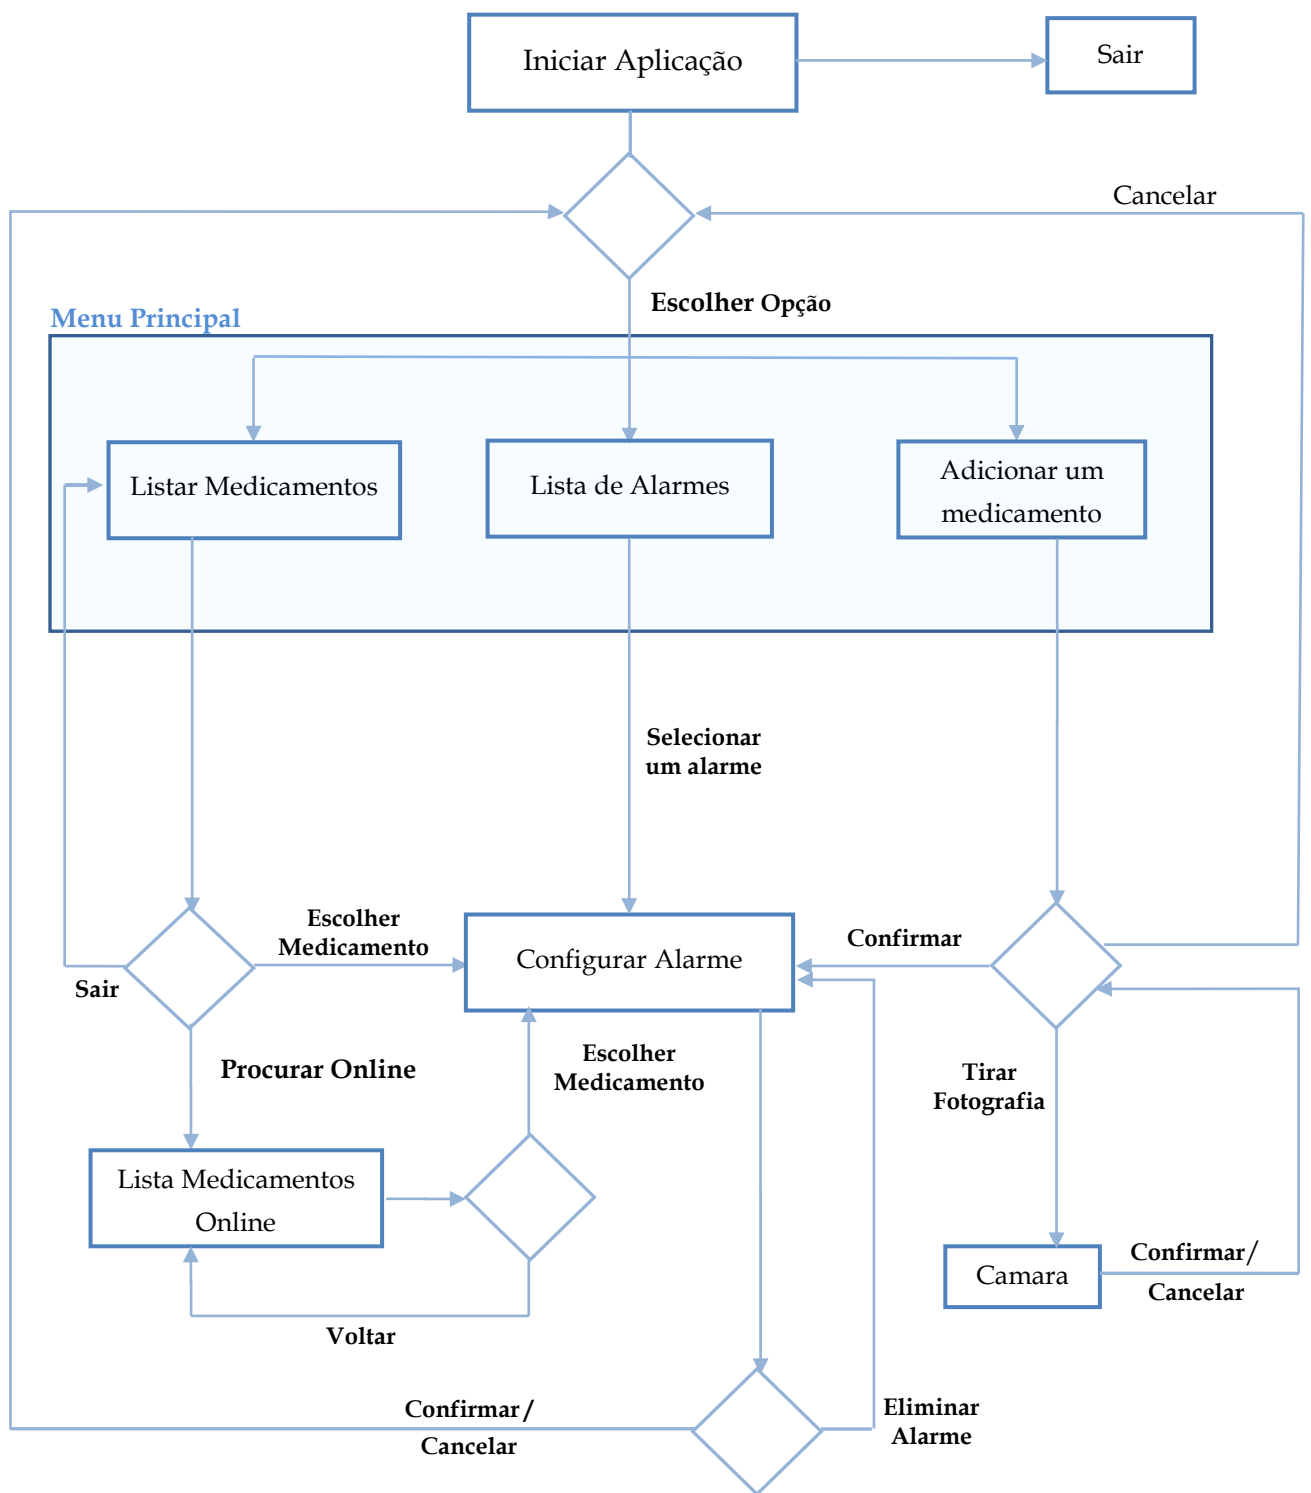 Iniciar Aplicação
Sair
Cancelar
Escolher Opção
Menu Principal
Listar Medicamentos
Lista de Alarmes
Adicionar um
medicamento
Selecionar
um alarme
Escolher
Medicamento
Configurar Alarme
Confirmar
Sair
Procurar Online
Escolher
Medicamento
Tirar
Fotografia
Lista Medicamentos
Online
Camara
Confirmar/
Cancelar
Voltar
Confirmar/
Cancelar
Eliminar
Alarme